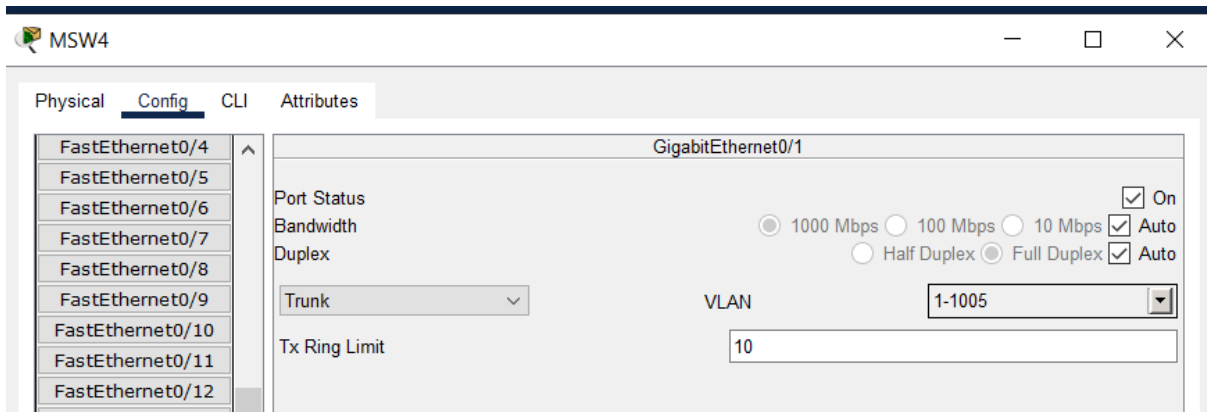 MSW4
Physical Config CLI Attributes
FastEthernet0/4
FastEthernet0/5
FastEthernet0/6
FastEthernet0/7
FastEthernet0/8
FastEthernet0/9
FastEthernet0/10
FastEthernet0/11
FastEthernet0/12
GigabitEthernet0/1
Port Status On
Bandwidth 1000 Mbps 100 Mbps 10 Mbps Auto
Duplex Half Duplex Full Duplex Auto
Trunk VLAN 1-1005
Tx Ring Limit 10